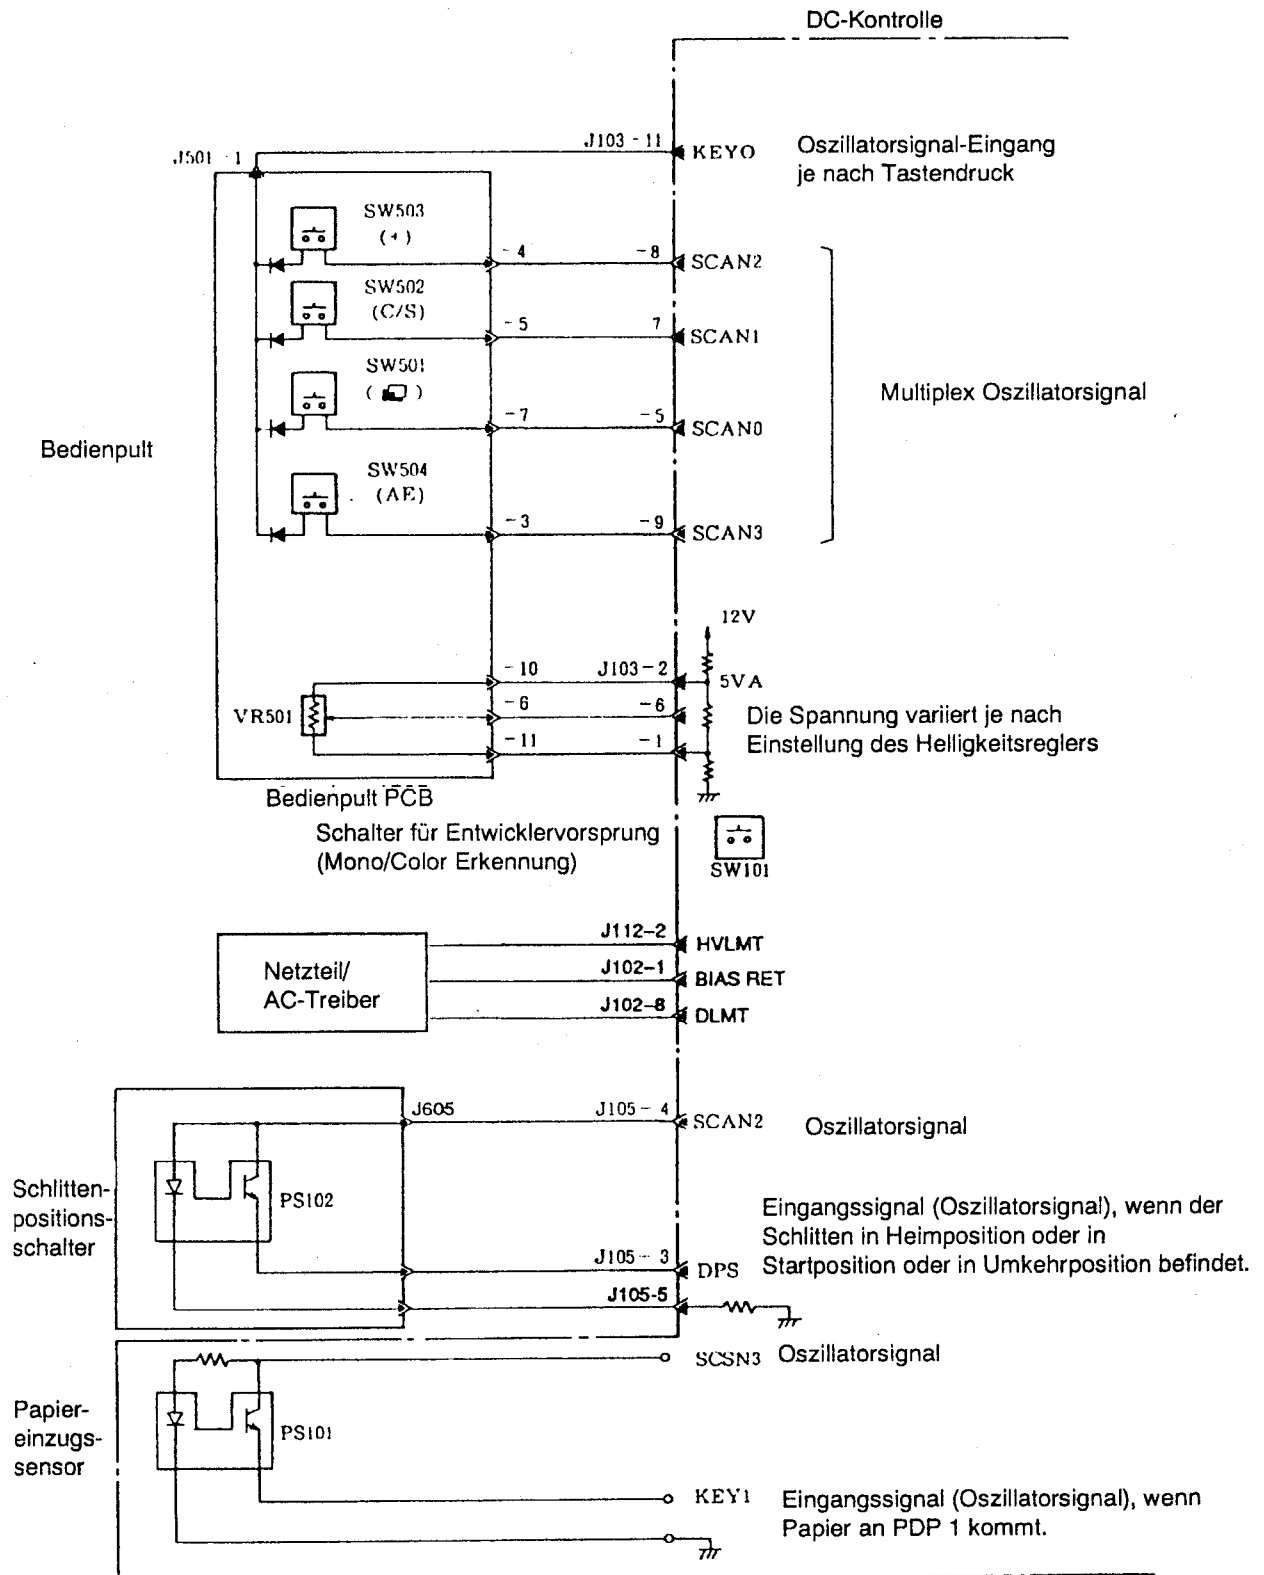 DC-Kontrolle
J103-11
KEY0
Oszillatorsignal-Eingang
je nach Tastendruck
J501 - 1
SW503
(+)
-4
-8
SCAN2
SW502
(C/S)
-5
7
SCAN1
SW501
-7
-5
SCAN0
Multiplex Oszillatorsignal
Bedienpult
SW504
(AE)
-3
-9
SCAN3
12V
-10
J103-2
5VA
VR501
-6
-6
Die Spannung variiert je nach
Einstellung des Helligkeitsreglers
-11
-1
Bedienpult PCB
Schalter für Entwicklervorsprung
(Mono/Color Erkennung)
SW101
Netzteil/
AC-Treiber
J112-2
HVLMT
J102-1
BIAS RET
J102-8
DLMT
J605
J105-4
SCAN2
Oszillatorsignal
Schlitten-
positions-
schalter
PS102
Eingangssignal (Oszillatorsignal), wenn der
Schlitten in Heimposition oder in
Startposition oder in Umkehrposition befindet.
J105-3
DPS
J105-5
SCSN3
Oszillatorsignal
Papier-
einzugs-
sensor
PS101
KEY1
Eingangssignal (Oszillatorsignal), wenn
Papier an PDP 1 kommt.